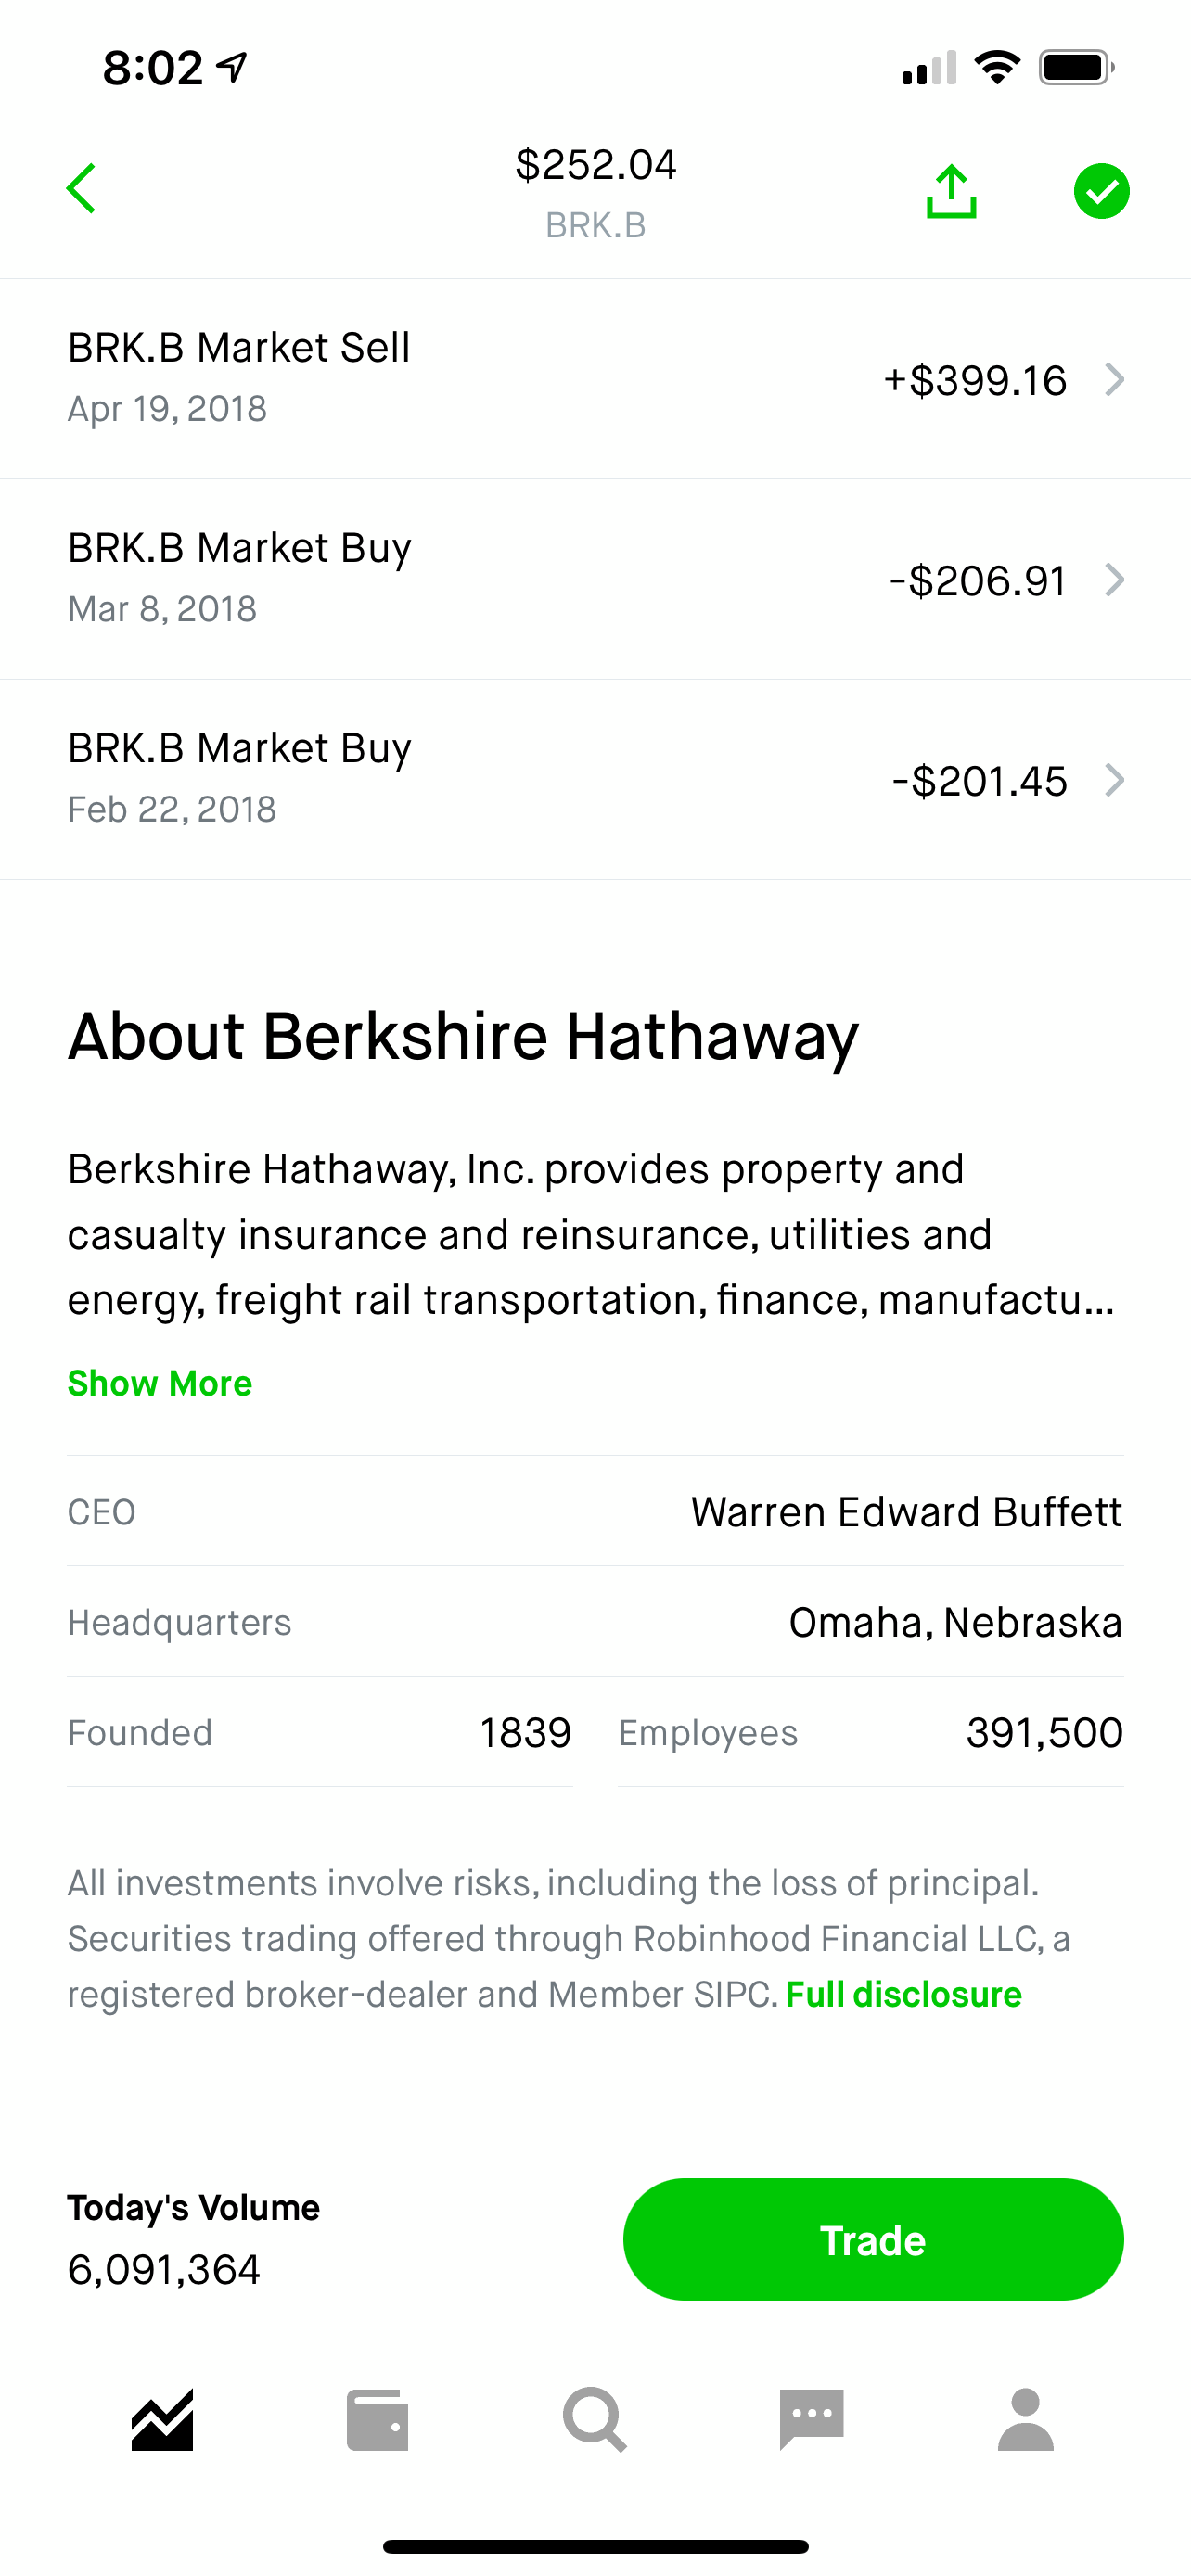 8:02
$252.04
BRK.B
BRK.B Market Sell
Apr 19, 2018
+$399.16
BRK.B Market Buy
Mar 8, 2018
-$206.91
BRK.B Market Buy
Feb 22, 2018
-$201.45
About Berkshire Hathaway
Berkshire Hathaway, Inc. provides property and
casualty insurance and reinsurance, utilities and
energy, freight rail transportation, finance, manufactu...
Show More
CEO Warren Edward Buffett
Headquarters Omaha, Nebraska
Founded 1839 Employees 391,500
All investments involve risks, including the loss of principal.
Securities trading offered through Robinhood Financial LLC, a
registered broker-dealer and Member SIPC. Full disclosure
Today's Volume
6,091,364
Trade